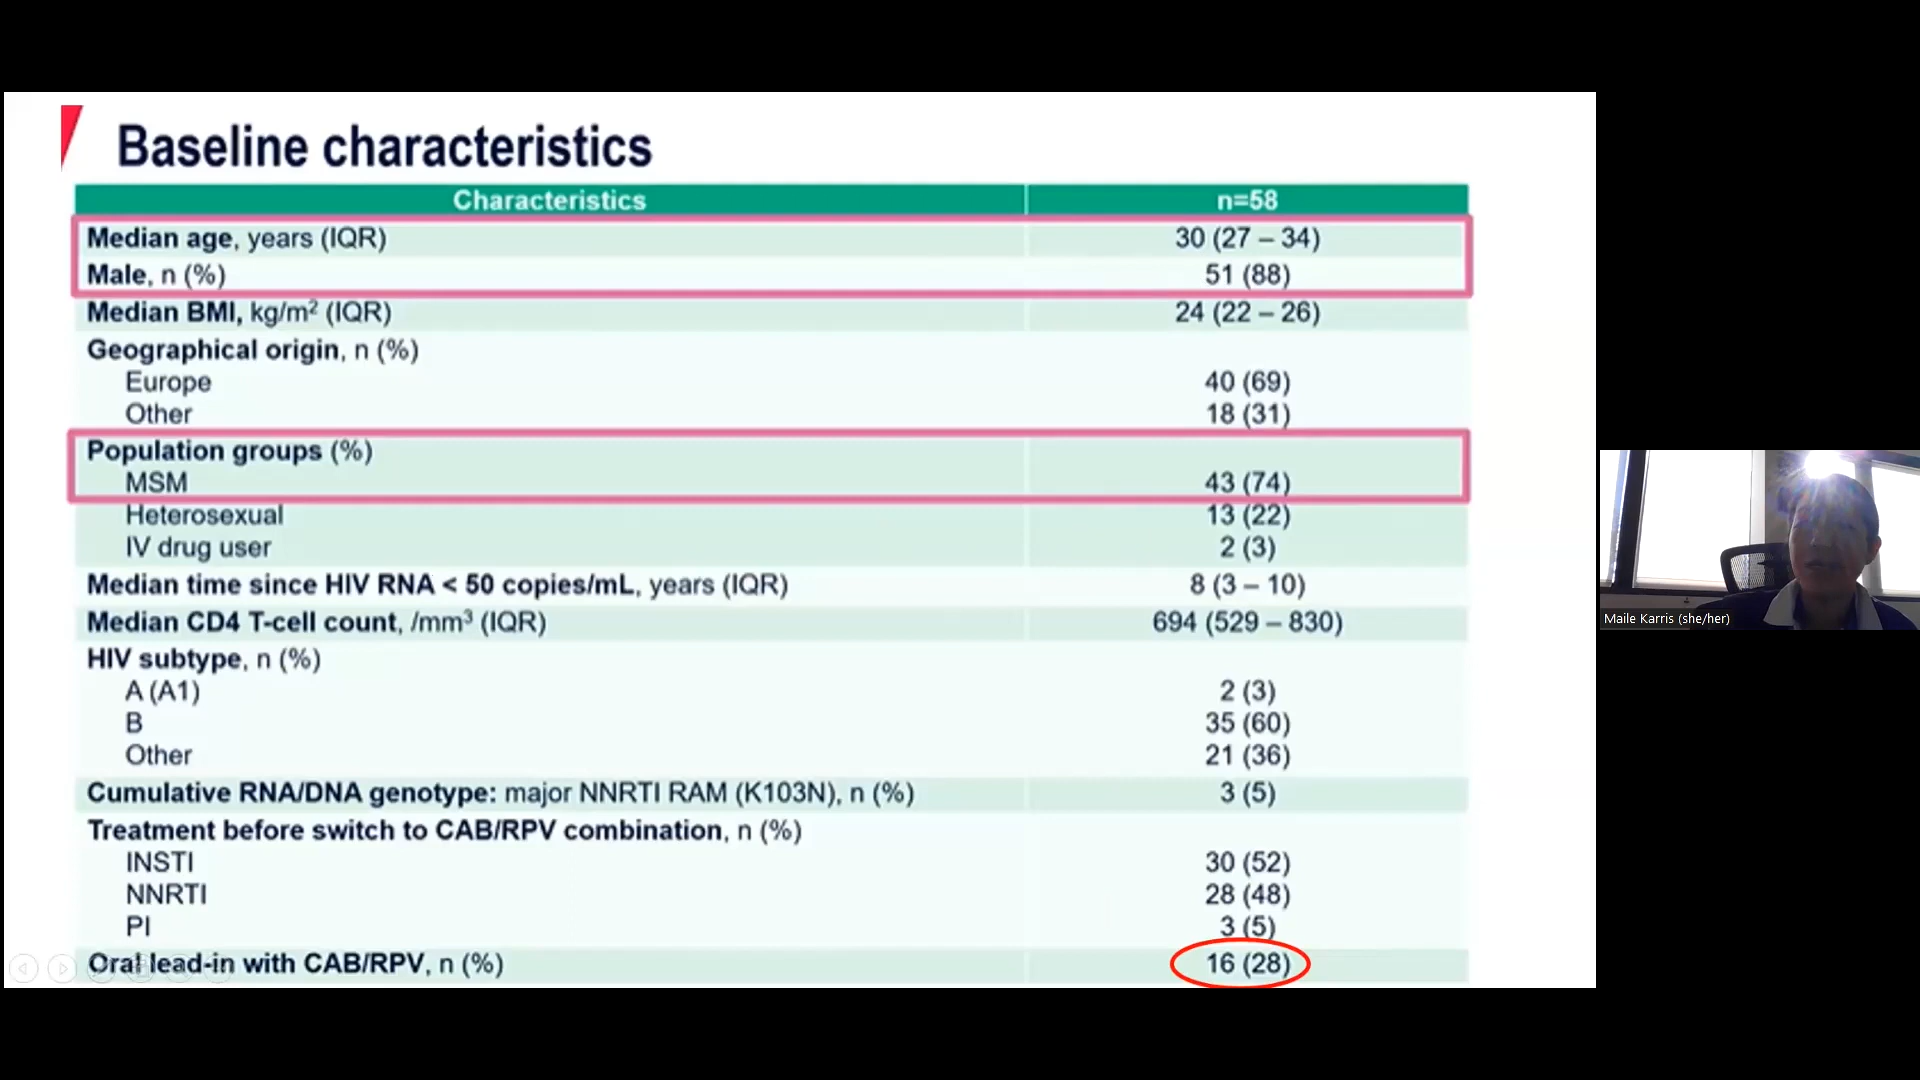 Baseline characteristics
Characteristics n=58
Median age, years (IQR) 30 (27 – 34)
Male, n (%) 51 (88)
Median BMI, kg/m² (IQR) 24 (22 – 26)
Geographical origin, n (%)
Europe 40 (69)
Other 18 (31)
Population groups (%)
MSM 43 (74)
Heterosexual 13 (22)
IV drug user 2 (3)
Median time since HIV RNA < 50 copies/mL, years (IQR) 8 (3 – 10)
Median CD4 T-cell count, /mm³ (IQR) 694 (529 – 830)
HIV subtype, n (%)
A (A1) 2 (3)
B 35 (60)
Other 21 (36)
Cumulative RNA/DNA genotype: major NNRTI RAM (K103N), n (%) 3 (5)
Treatment before switch to CAB/RPV combination, n (%)
INSTI 30 (52)
NNRTI 28 (48)
PI 3 (5)
Oral lead-in with CAB/RPV, n (%) 16 (28)
Maile Karris (she/her)